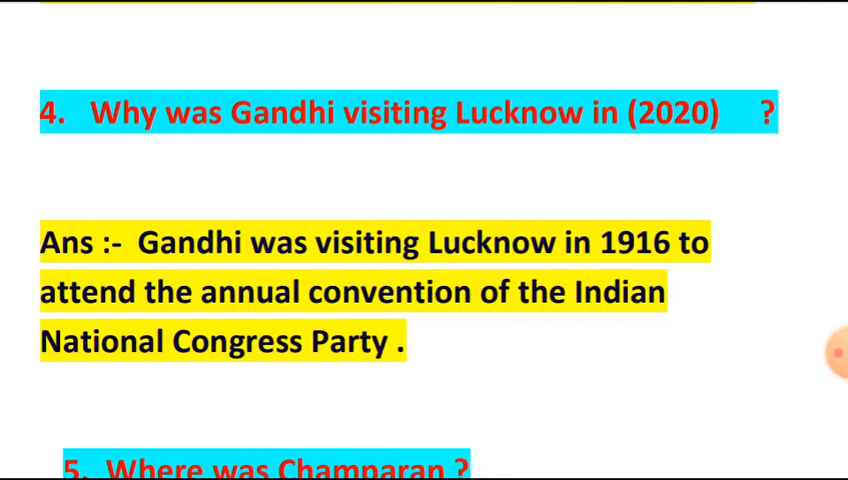 4. Why was Gandhi visiting Lucknow in (2020) ?
Ans :- Gandhi was visiting Lucknow in 1916 to
attend the annual convention of the Indian
National Congress Party .
5. Where was Champaran ?